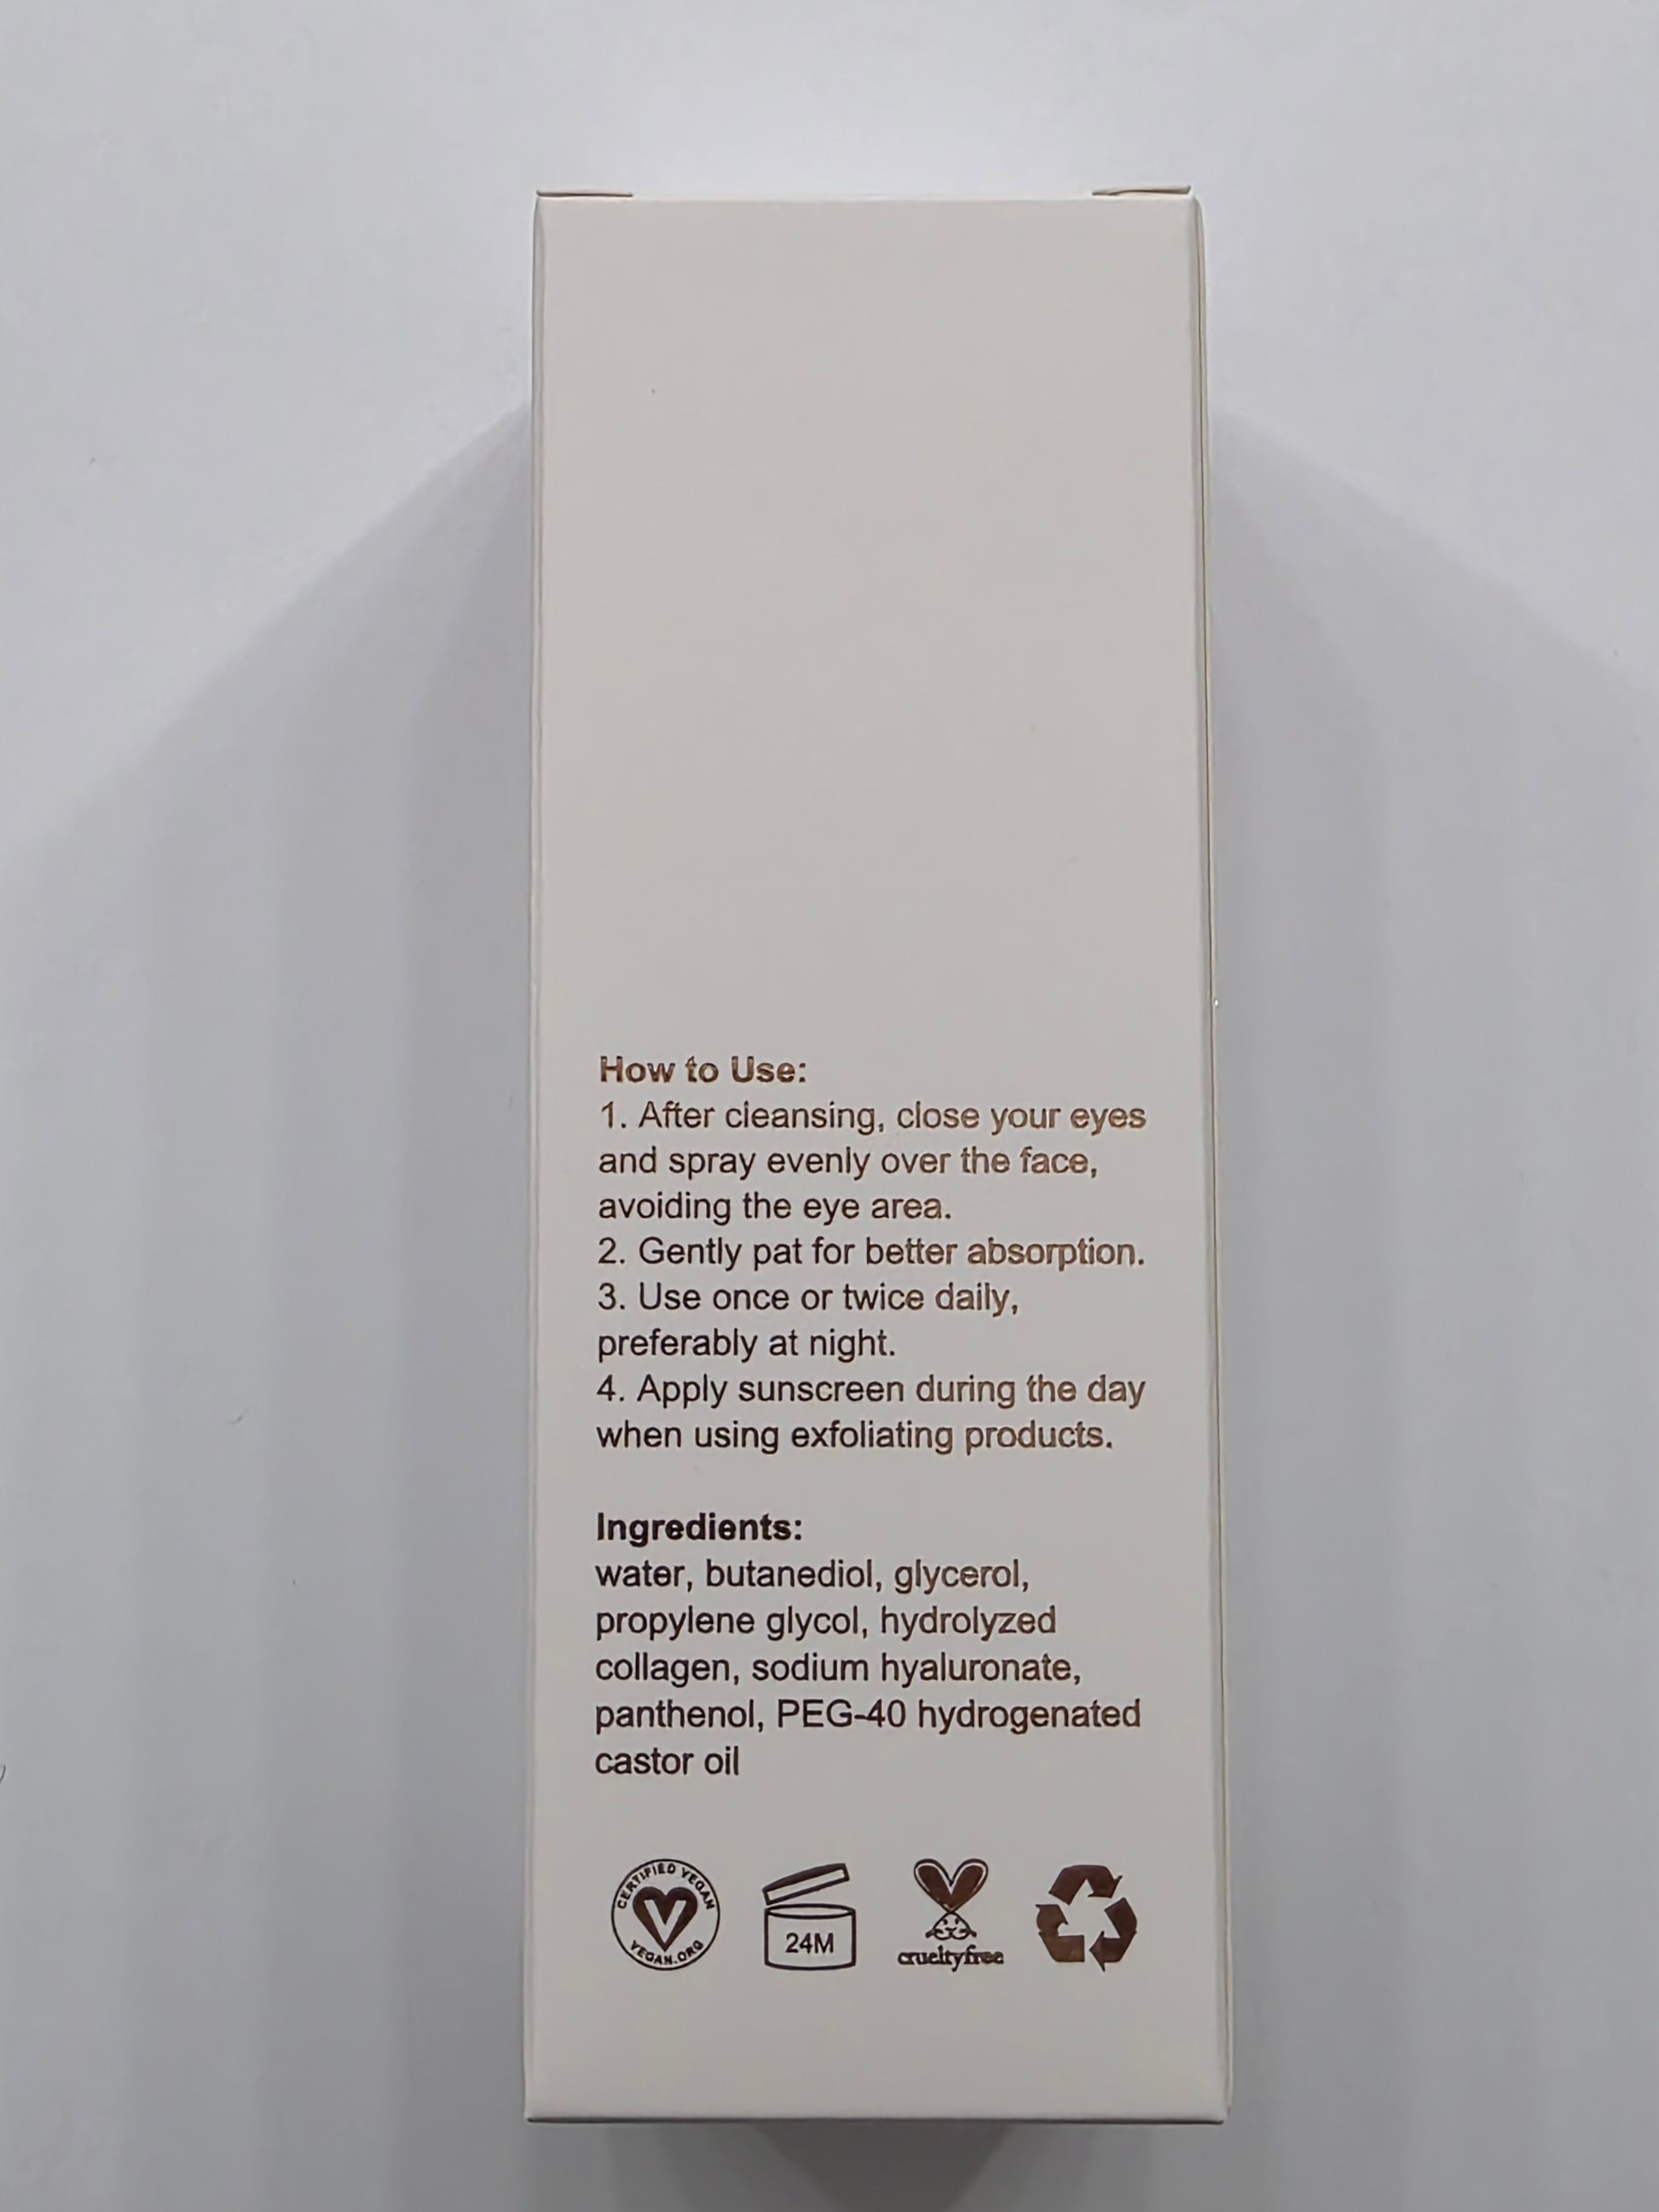 How to Use:
1. After cleansing, close your eyes
and spray evenly over the face,
avoiding the eye area.
2. Gently pat for better absorption.
3. Use once or twice daily,
preferably at night.
4. Apply sunscreen during the day
when using exfoliating products.
Ingredients:
water, butanediol, glycerol,
propylene glycol, hydrolyzed
collagen, sodium hyaluronate,
panthenol, PEG-40 hydrogenated
castor oil
CERTIFIED VEGAN
V
VEGAN.ORG
24M
crueltyfree